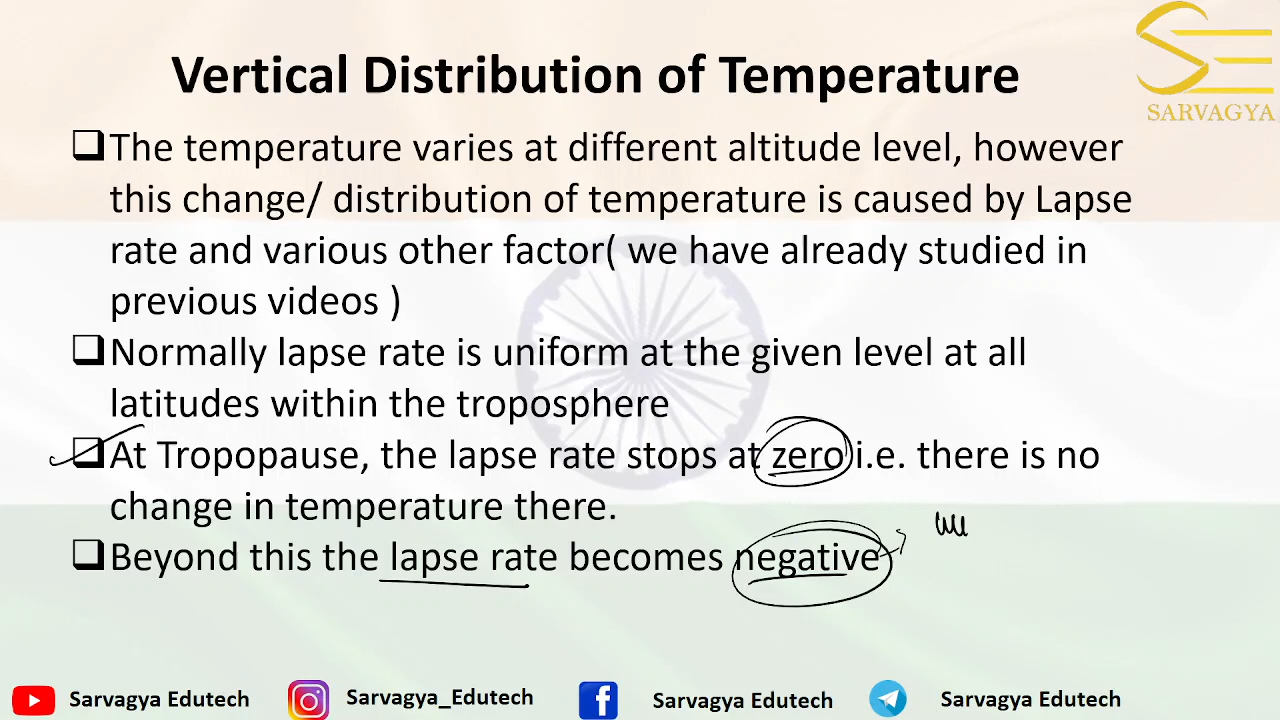 SARVAGYA
Vertical Distribution of Temperature
❑The temperature varies at different altitude level, however
this change/ distribution of temperature is caused by Lapse
rate and various other factor( we have already studied in
previous videos )
❑Normally lapse rate is uniform at the given level at all
latitudes within the troposphere
❑At Tropopause, the lapse rate stops at zero i.e. there is no
change in temperature there.
❑Beyond this the lapse rate becomes negative
Sarvagya Edutech Sarvagya_Edutech Sarvagya Edutech Sarvagya Edutech